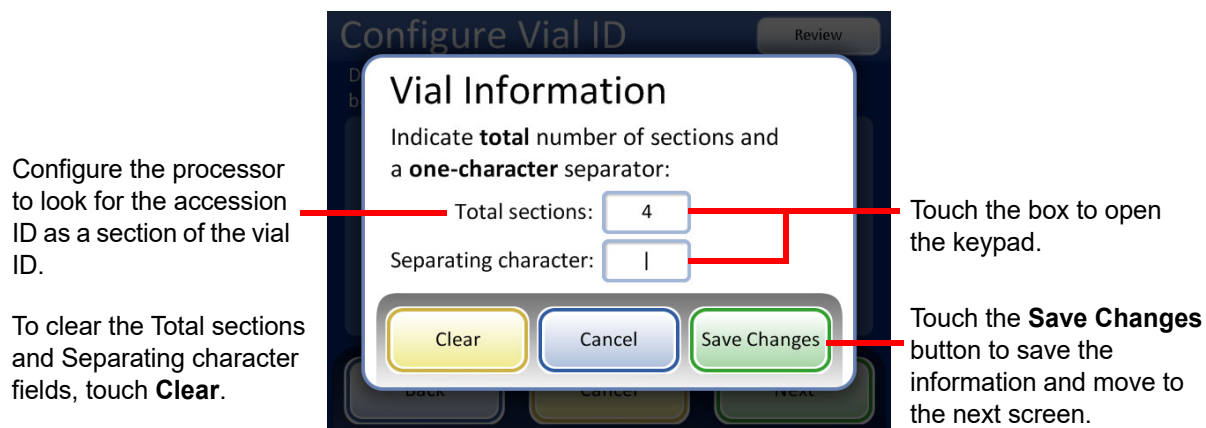 Configure Vial ID
Review
D
b
Vial Information
Indicate total number of sections and
a one-character separator:
Total sections:
4
Separating character:
|
Clear
Cancel
Save Changes
Back
Cancel
Next
Configure the processor
to look for the accession
ID as a section of the vial
ID.
To clear the Total sections
and Separating character
fields, touch Clear.
Touch the box to open
the keypad.
Touch the Save Changes
button to save the
information and move to
the next screen.